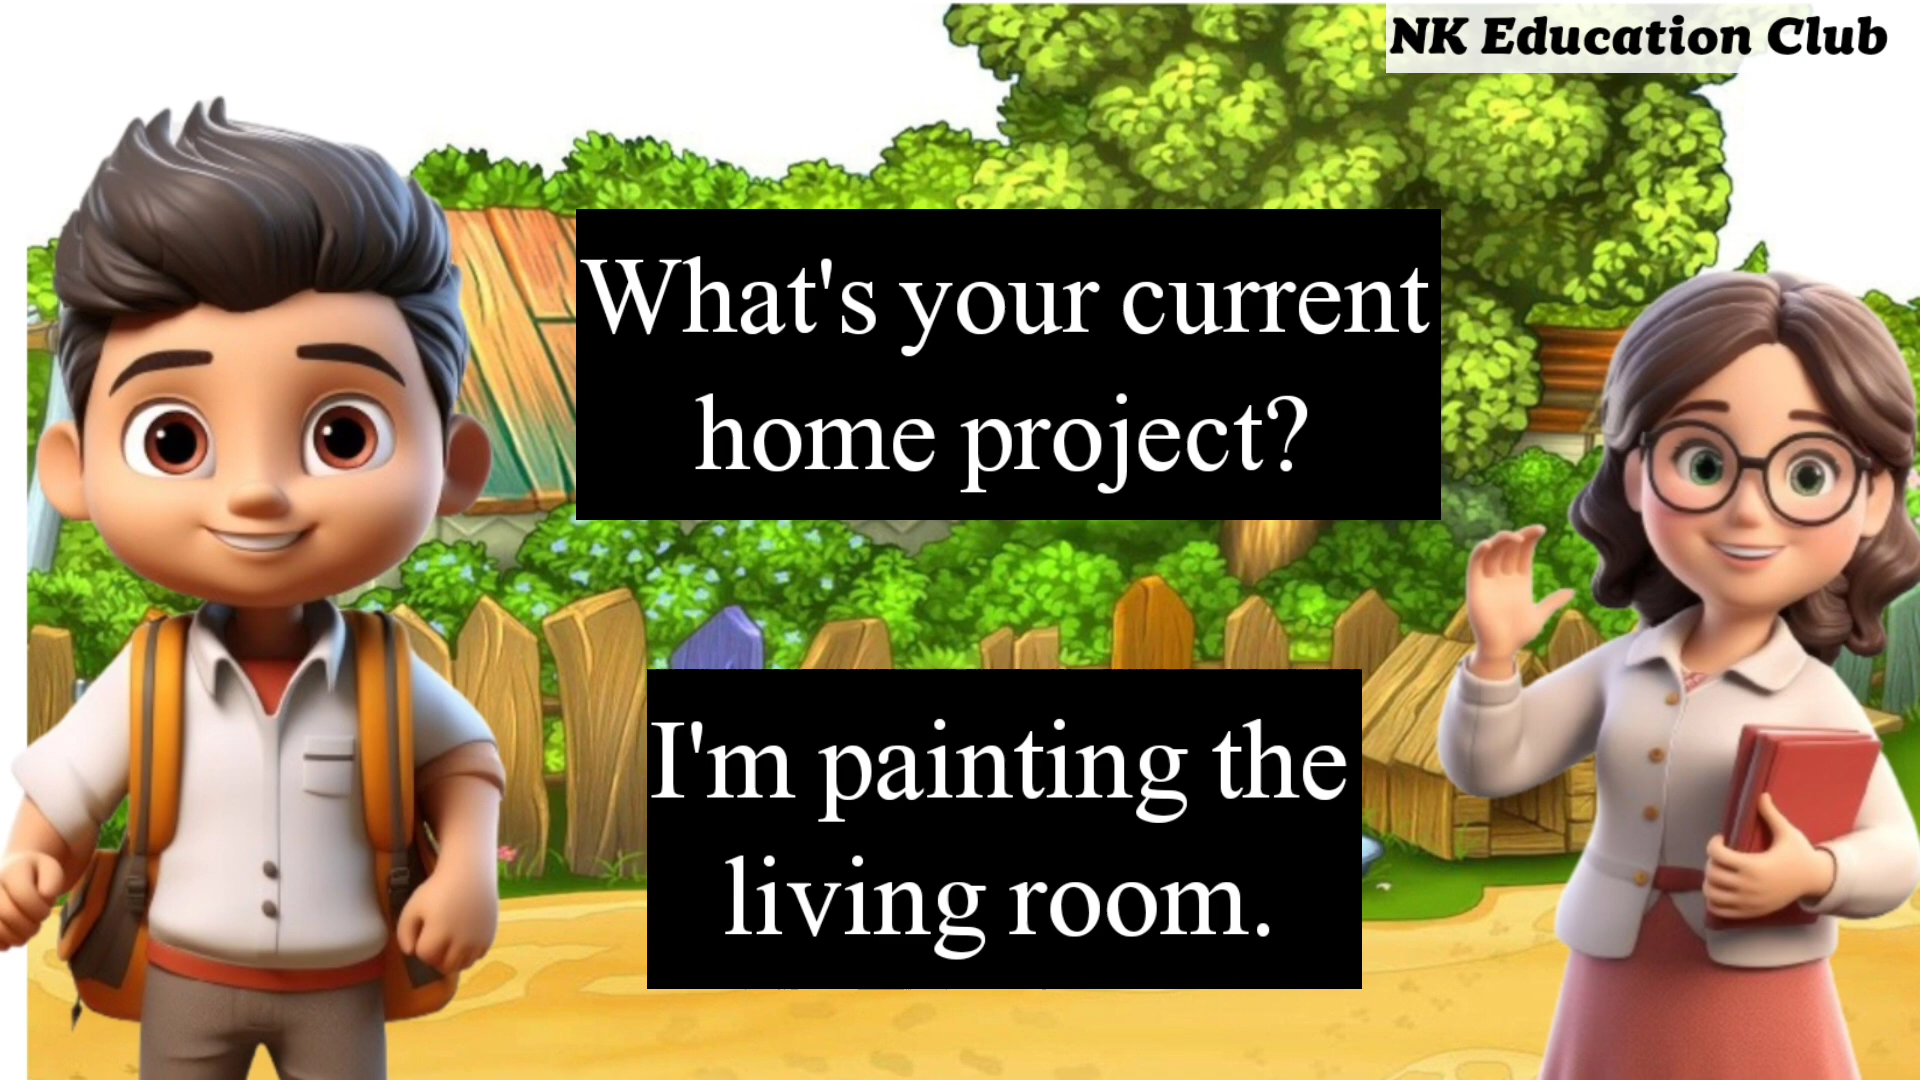 NK Education Club
What's your current
home project?
I'm painting the
living room.